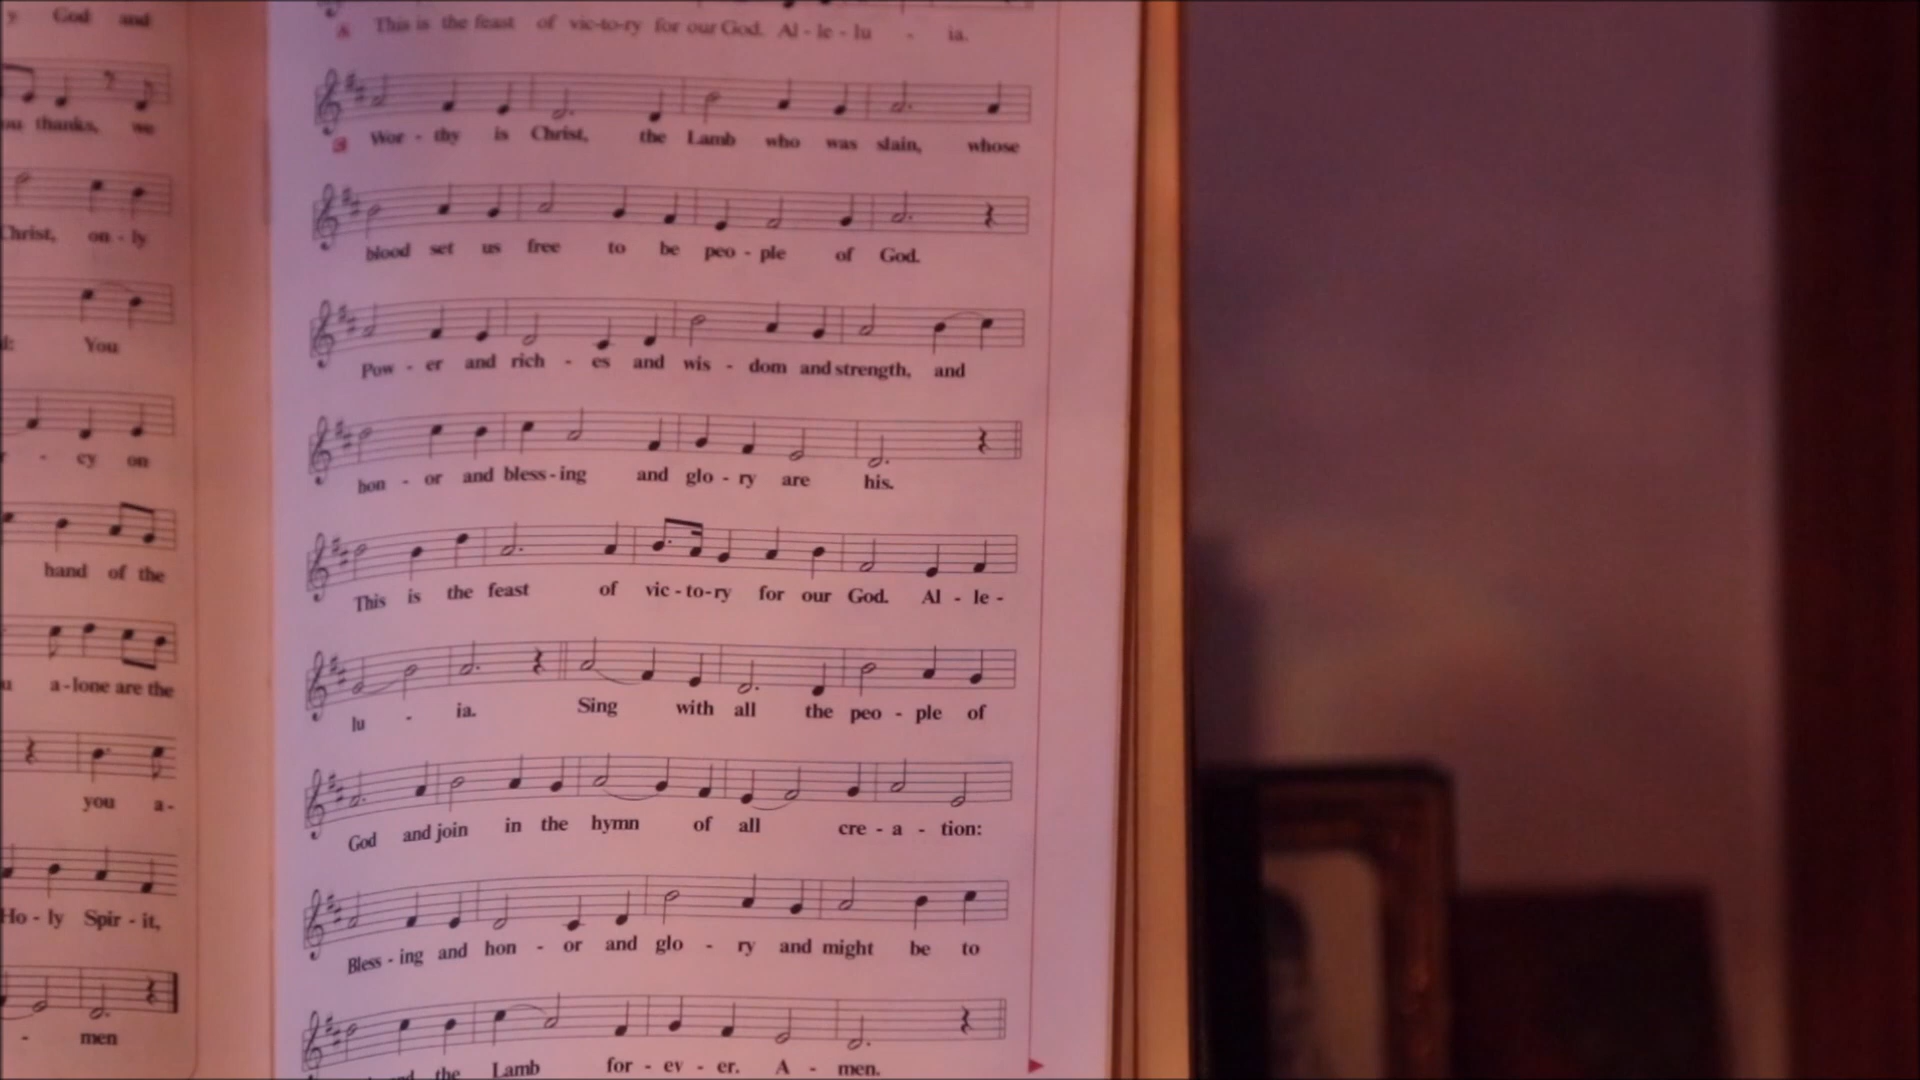 God and
thanks, we
Christ, on - ly
You
cy on
hand of the
a - lone are the
you a -
Ho - ly Spir - it,
- men
A This is the feast of vic - to - ry for our God. Al - le - lu - ia.
Wor - thy is Christ, the Lamb who was slain, whose
blood set us free to be peo - ple of God.
Pow - er and rich - es and wis - dom and strength, and
hon - or and bless - ing and glo - ry are his.
This is the feast of vic - to - ry for our God. Al - le -
lu - ia. Sing with all the peo - ple of
God and join in the hymn of all cre - a - tion:
Bless - ing and hon - or and glo - ry and might be to
the Lamb for - ev - er. A - men.